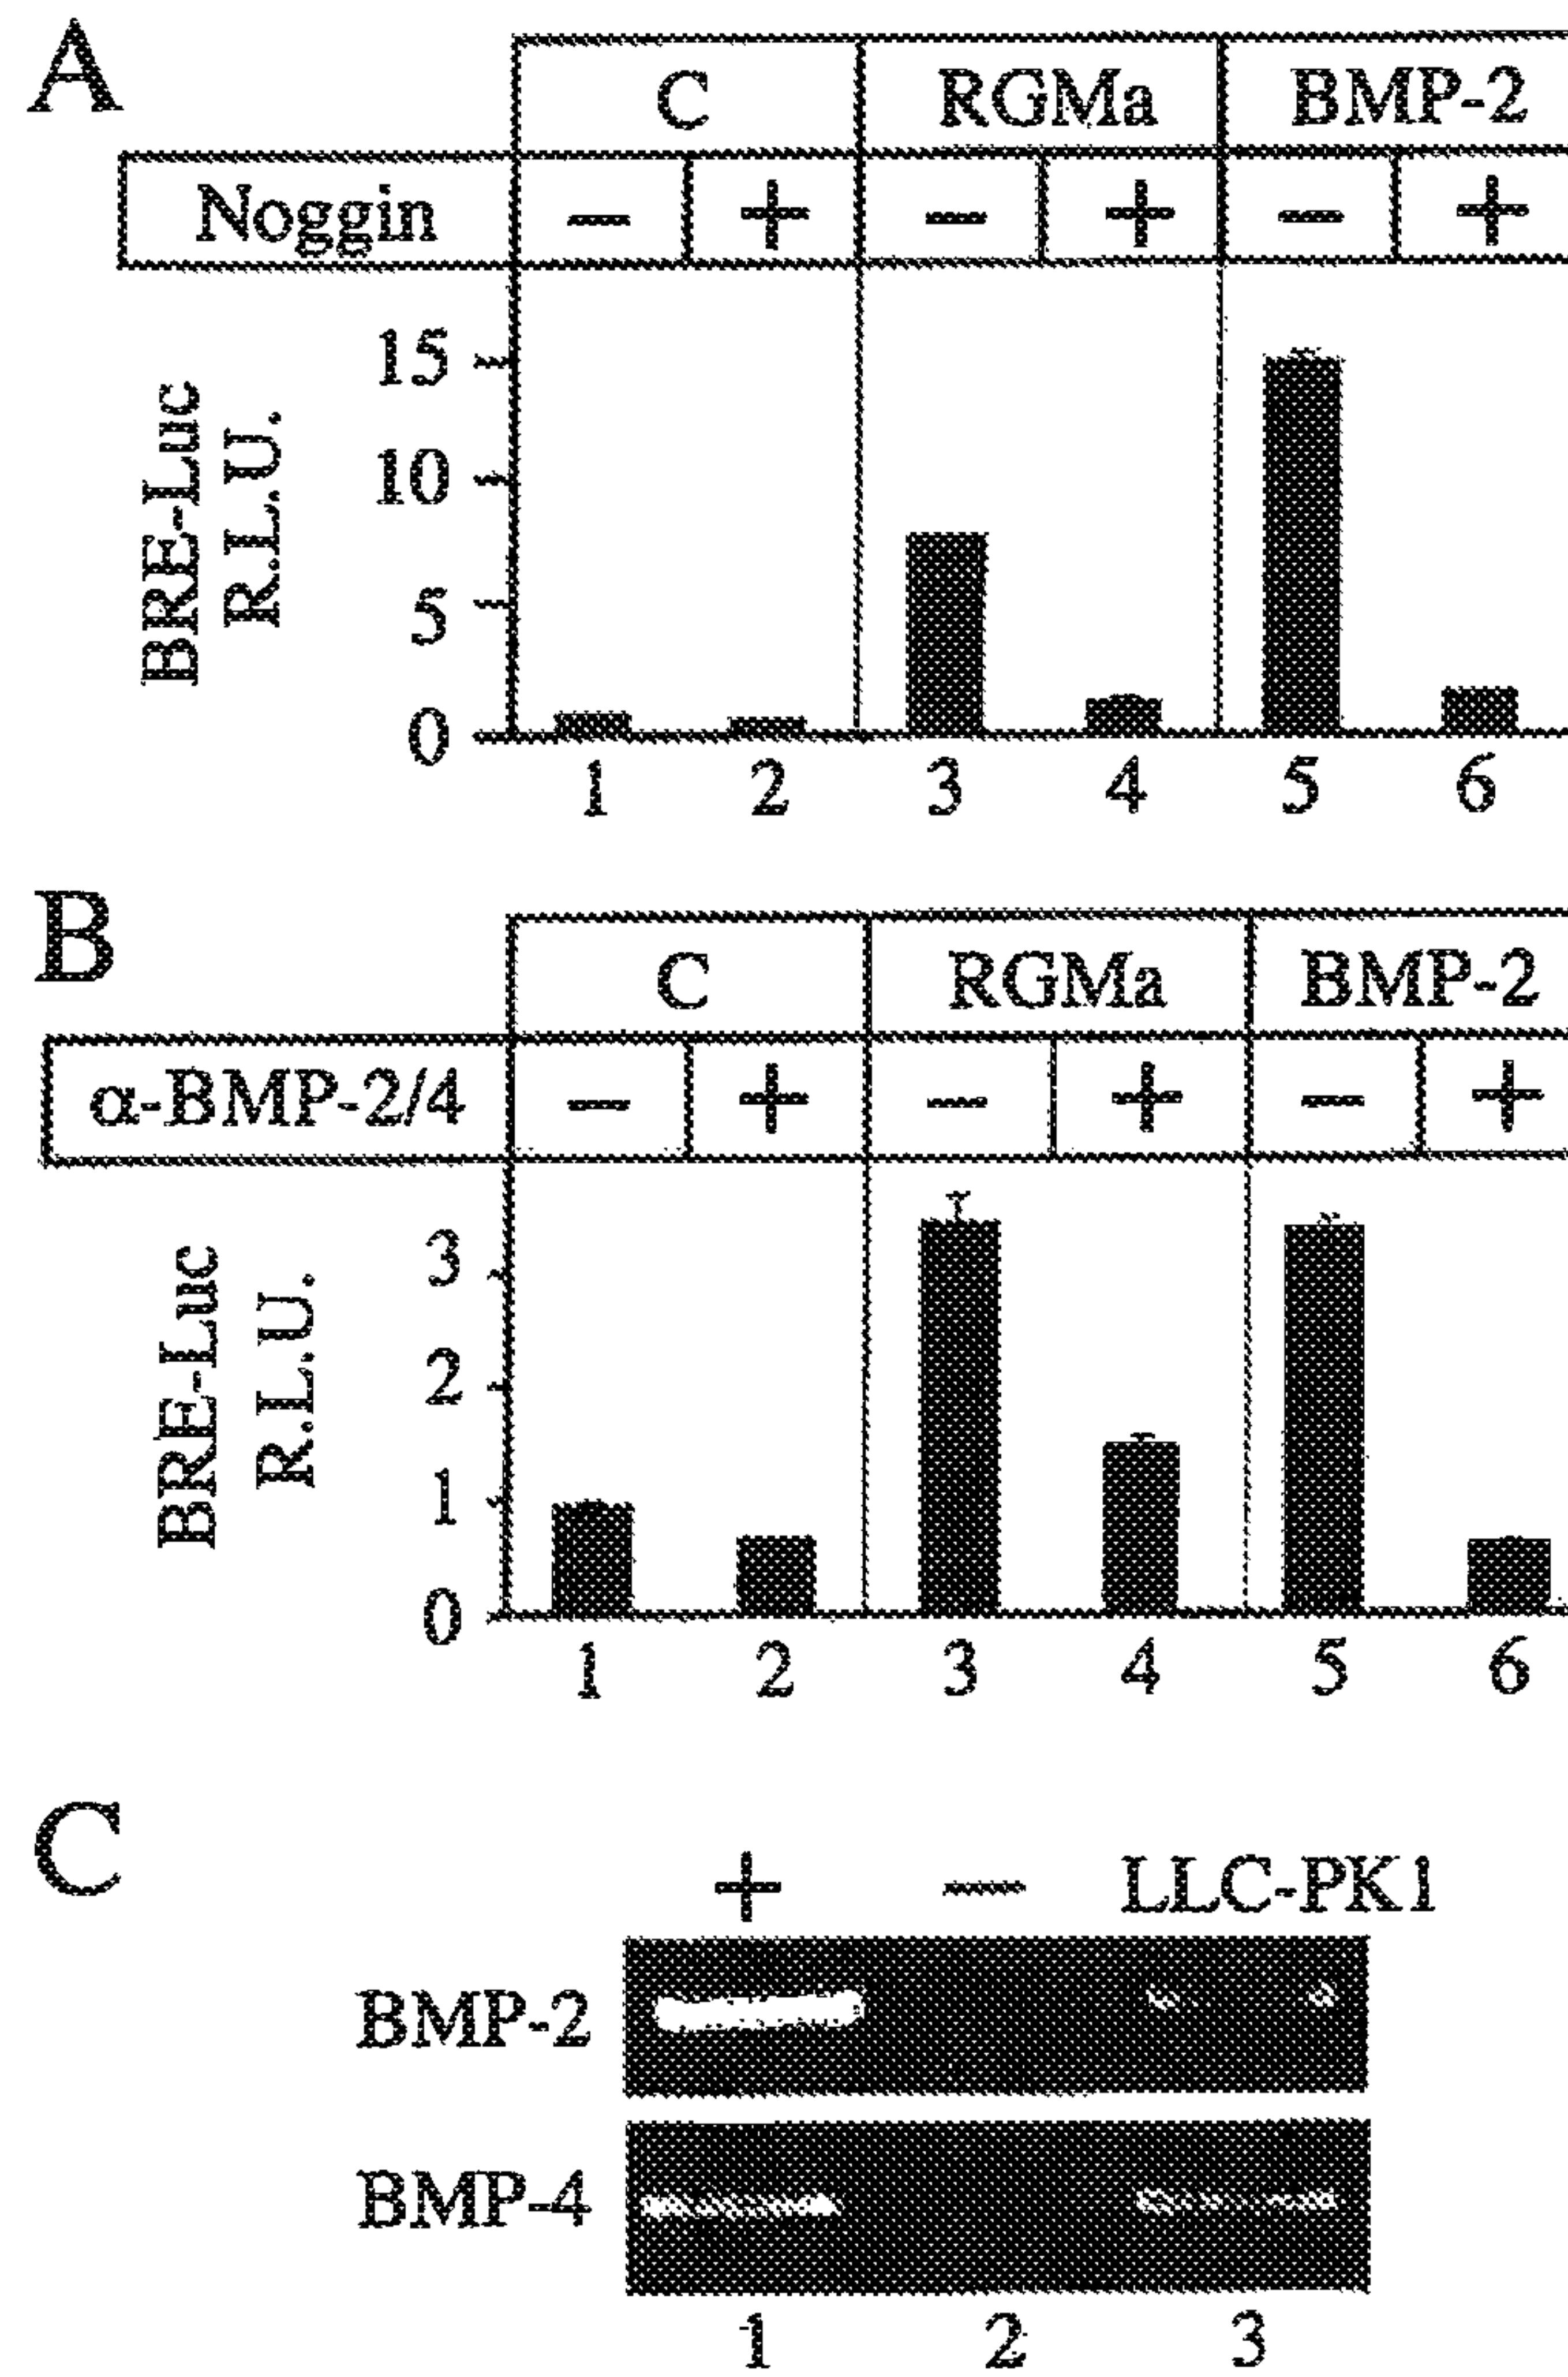 A
C RGMa BMP-2
Noggin − + − + − +
15
10
5
0
BRE-Luc
R.L.U.
1 2 3 4 5 6
B
C RGMa BMP-2
α-BMP-2/4 − + − + − +
3
2
1
0
BRE-Luc
R.L.U.
1 2 3 4 5 6
C
+ − LLC-PK1
BMP-2
BMP-4
1 2 3